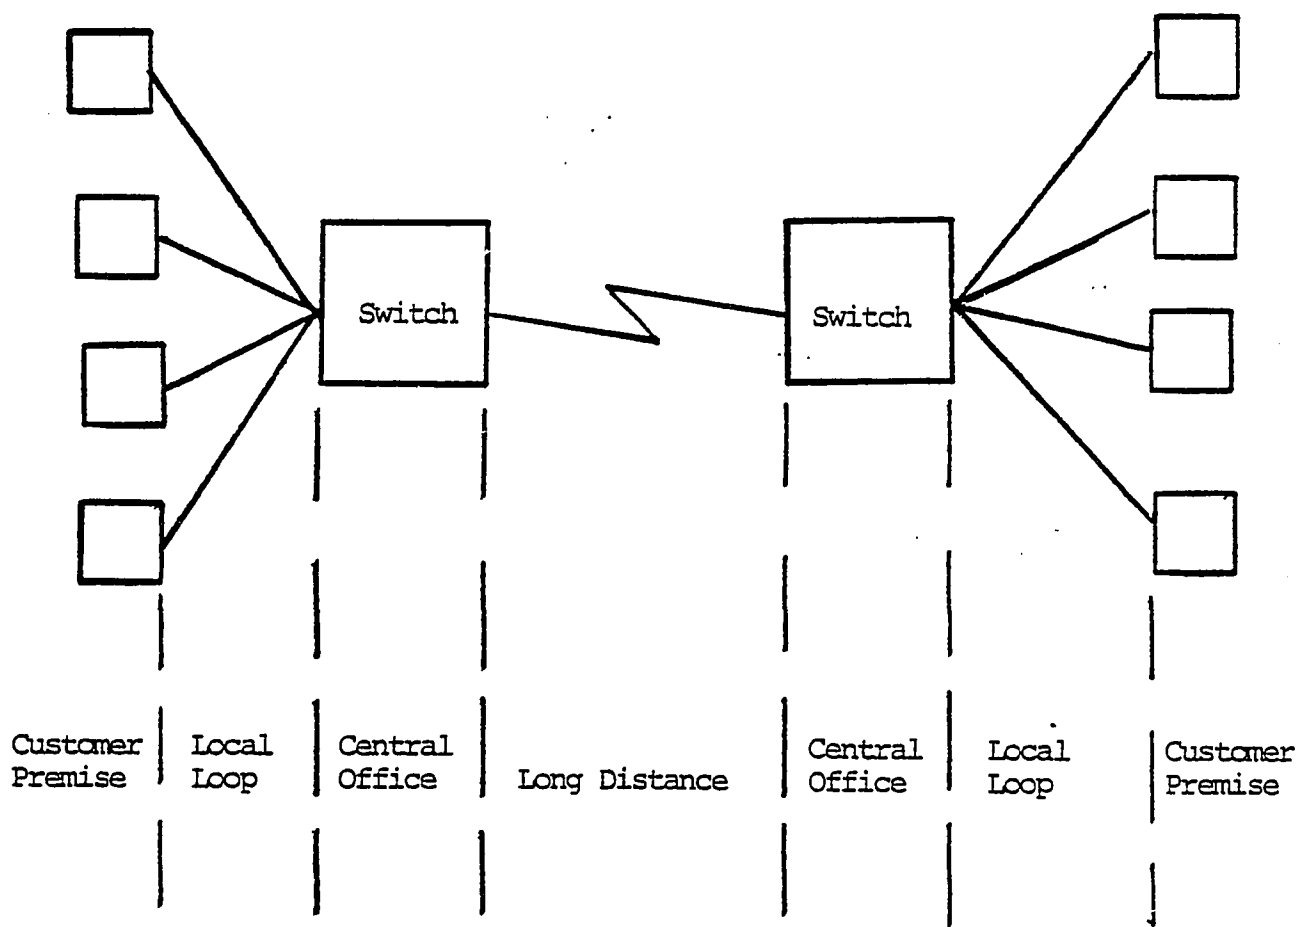 Switch
Switch
Customer
Premise
Local
Loop
Central
Office
Long Distance
Central
Office
Local
Loop
Customer
Premise